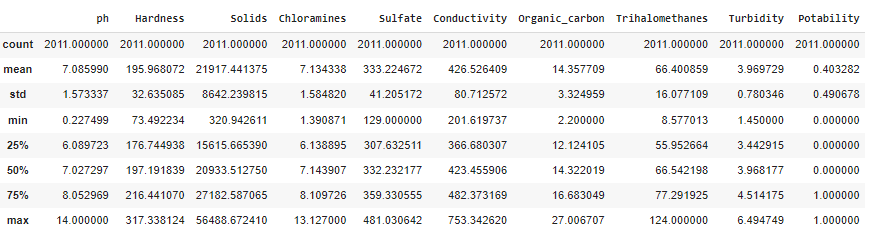 ph Hardness Solids Chloramines Sulfate Conductivity Organic_carbon Trihalomethanes Turbidity Potability
count 2011.000000 2011.000000 2011.000000 2011.000000 2011.000000 2011.000000 2011.000000 2011.000000 2011.000000 2011.000000
mean 7.085990 195.968072 21917.441375 7.134338 333.224672 426.526409 14.357709 66.400859 3.969729 0.403282
std 1.573337 32.635085 8642.239815 1.584820 41.205172 80.712572 3.324959 16.077109 0.780346 0.490678
min 0.227499 73.492234 320.942611 1.390871 129.000000 201.619737 2.200000 8.577013 1.450000 0.000000
25% 6.089723 176.744938 15615.665390 6.138895 307.632511 366.680307 12.124105 55.952664 3.442915 0.000000
50% 7.027297 197.191839 20933.512750 7.143907 332.232177 423.455906 14.322019 66.542198 3.968177 0.000000
75% 8.052969 216.441070 27182.587065 8.109726 359.330555 482.373169 16.683049 77.291925 4.514175 1.000000
max 14.000000 317.338124 56488.672410 13.127000 481.030642 753.342620 27.006707 124.000000 6.494749 1.000000